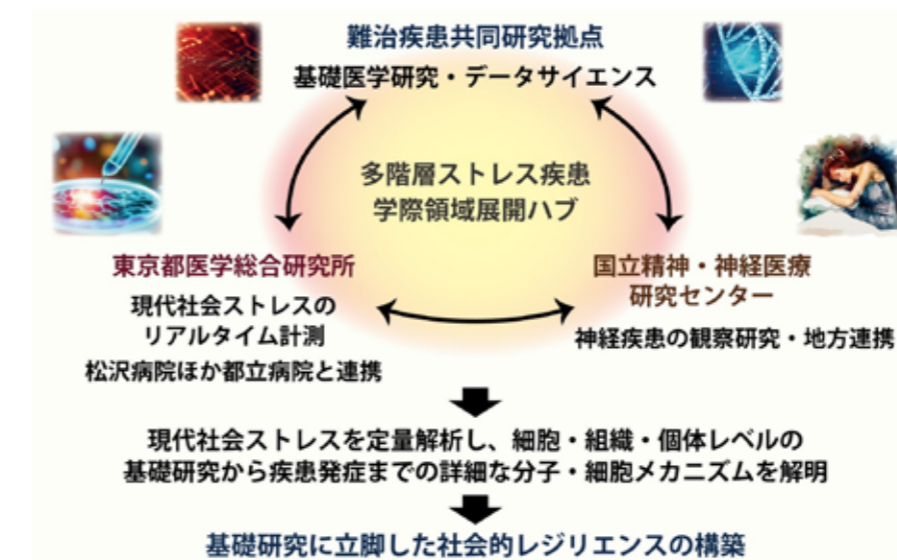 難治疾患共同研究拠点
基礎医学研究・データサイエンス
多階層ストレス疾患
学際領域展開ハブ
東京都医学総合研究所
現代社会ストレスの
リアルタイム計測
松沢病院ほか都立病院と連携
国立精神・神経医療
研究センター
神経疾患の観察研究・地方連携
現代社会ストレスを定量解析し、細胞・組織・個体レベルの
基礎研究から疾患発症までの詳細な分子・細胞メカニズムを解明
基礎研究に立脚した社会的レジリエンスの構築